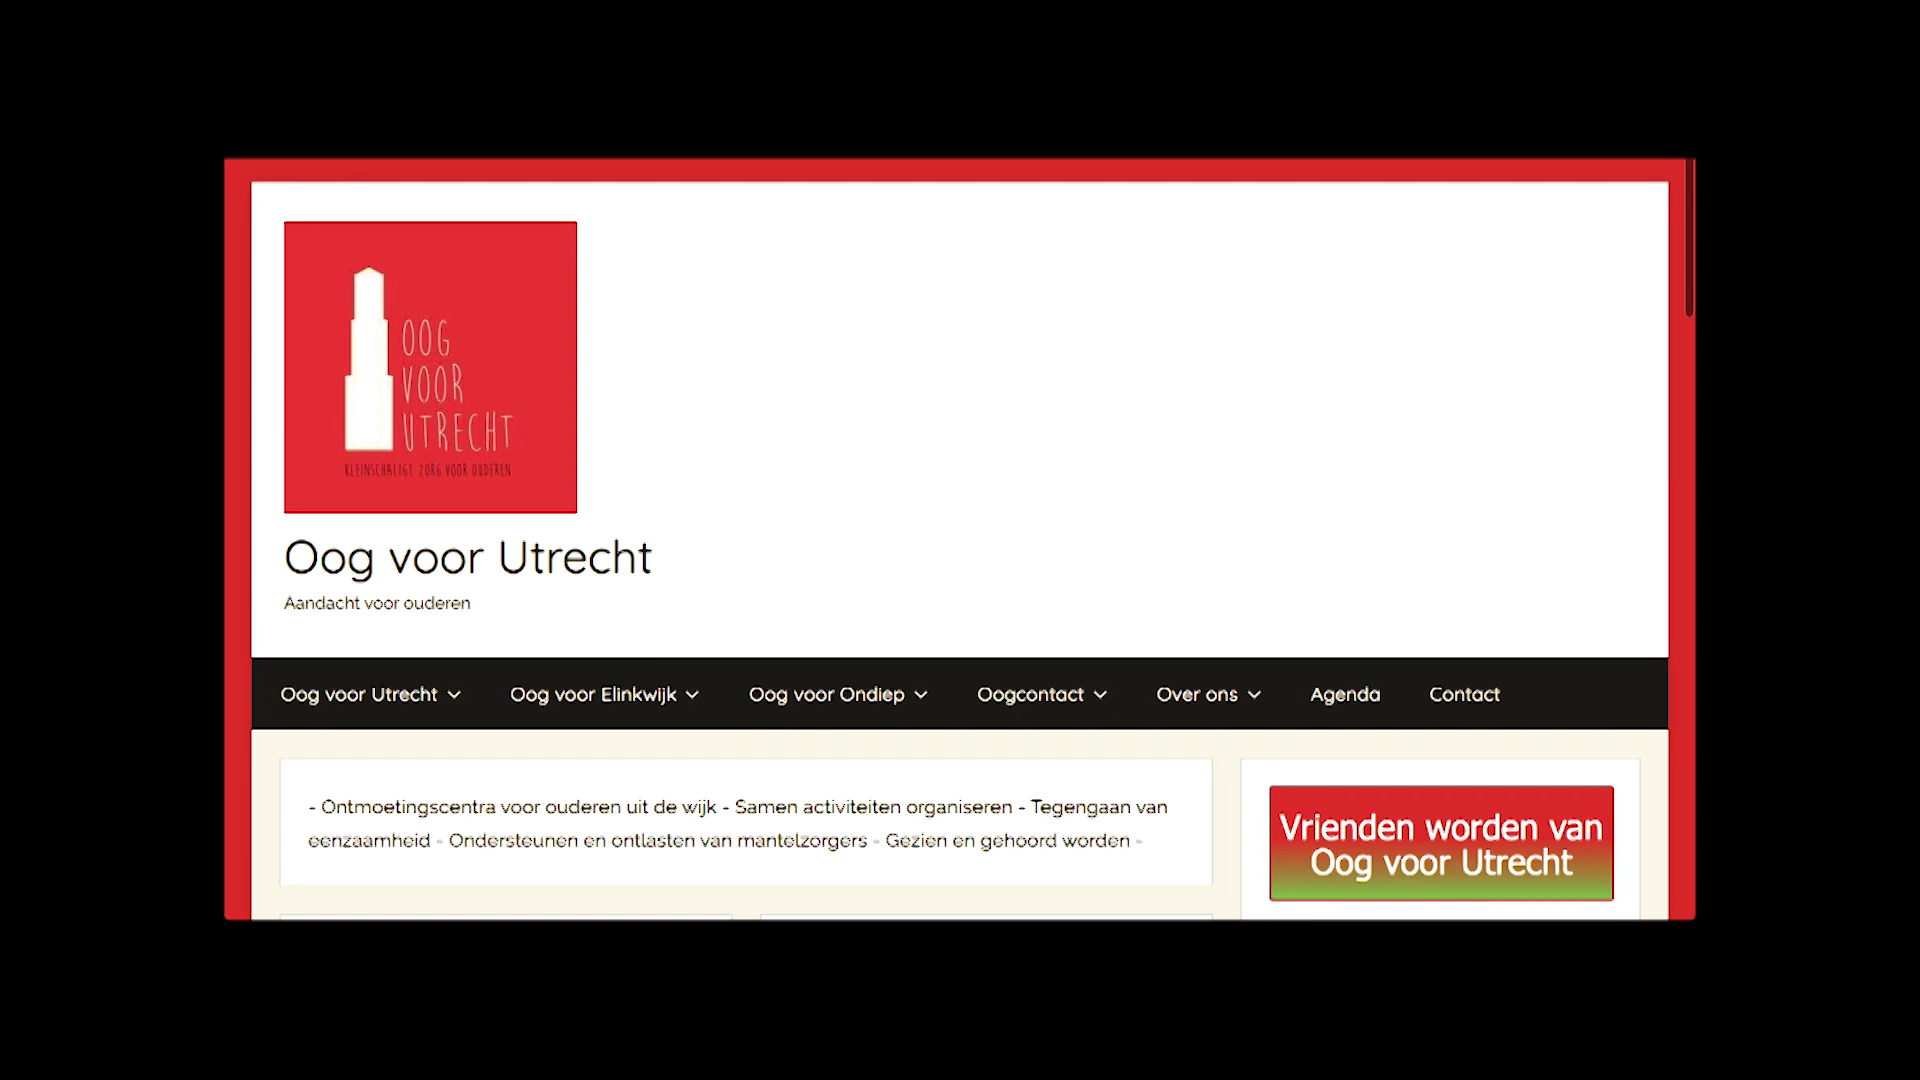 OOG
VOOR
UTRECHT
KLEINSCHALIGE ZORG VOOR OUDEREN
Oog voor Utrecht
Aandacht voor ouderen
Oog voor Utrecht Oog voor Elinkwijk Oog voor Ondiep Oogcontact Over ons Agenda Contact
- Ontmoetingscentra voor ouderen uit de wijk - Samen activiteiten organiseren - Tegengaan van
eenzaamheid - Ondersteunen en ontlasten van mantelzorgers - Gezien en gehoord worden -
Vrienden worden van
Oog voor Utrecht